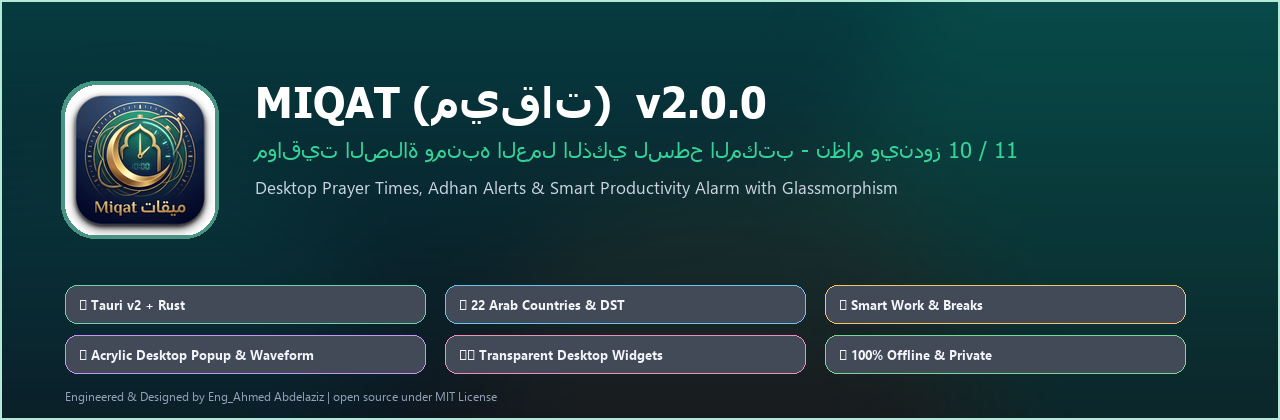 MIQAT (ميقات) v2.0.0
مواقيت الصلاة ومنبه العمل الذكي لسطح المكتب - نظام ويندوز 10 / 11
Desktop Prayer Times, Adhan Alerts & Smart Productivity Alarm with Glassmorphism
10:00
Miqat ميقات
Tauri v2 + Rust
22 Arab Countries & DST
Smart Work & Breaks
Acrylic Desktop Popup & Waveform
Transparent Desktop Widgets
100% Offline & Private
Engineered & Designed by Eng_Ahmed Abdelaziz | open source under MIT License